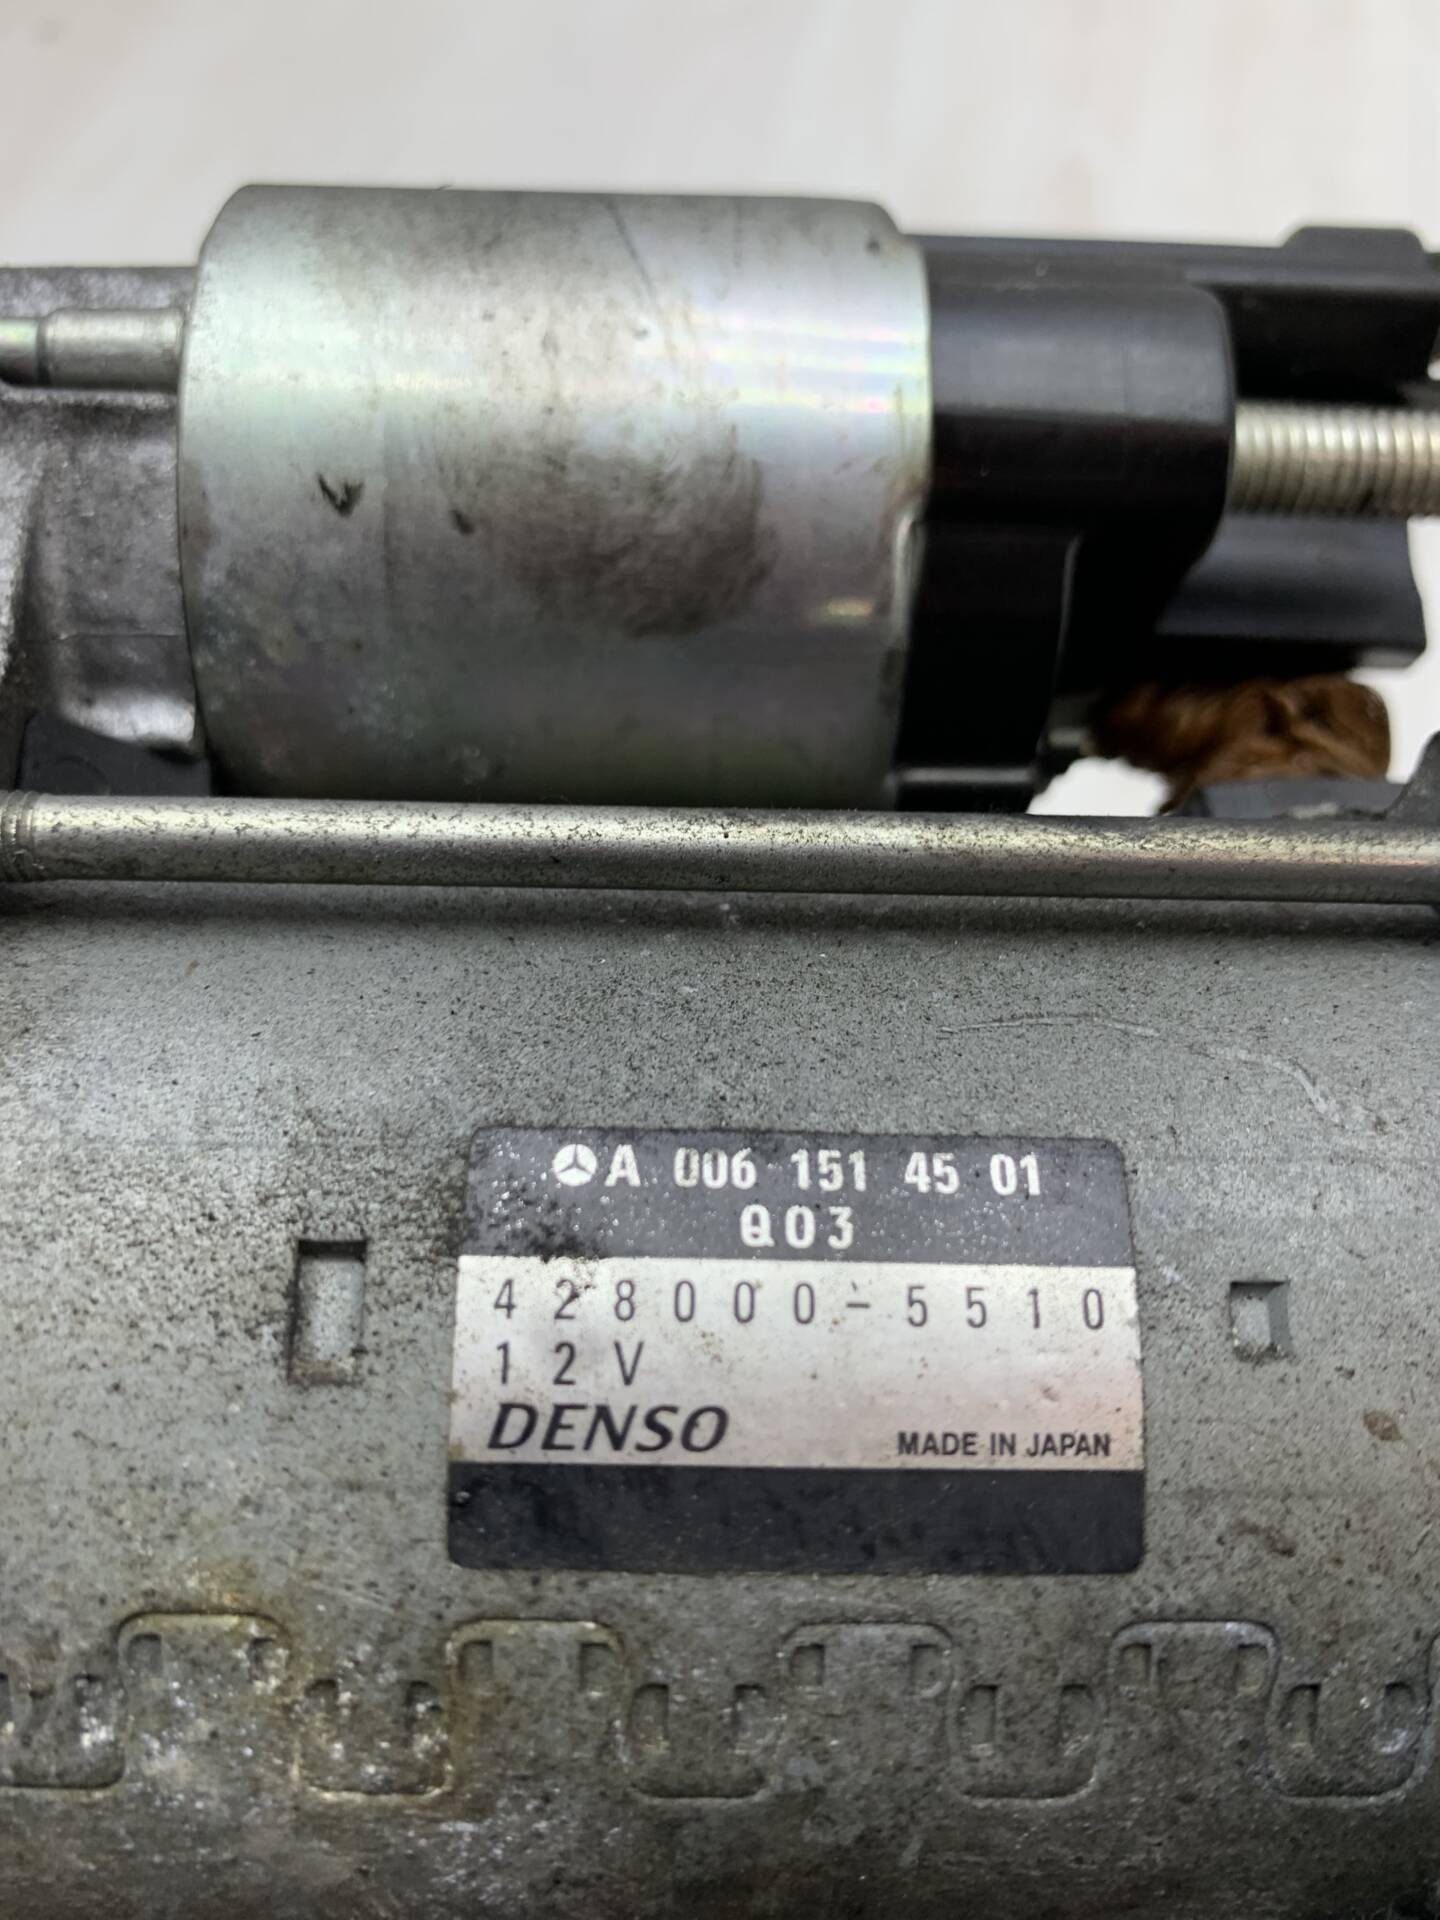 A 006 151 45 01
Q03
428000-5510
12V
DENSO
MADE IN JAPAN